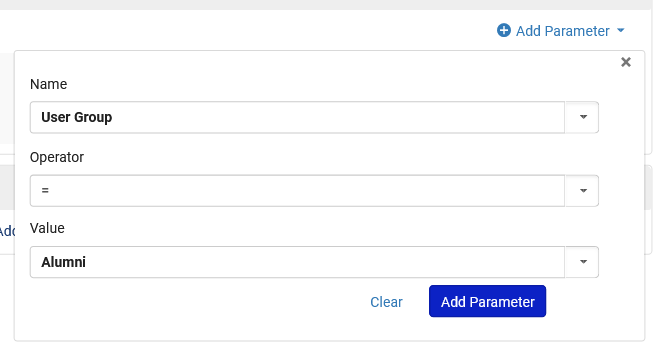 Add Parameter
×
Name
User Group
Operator
=
Value
Alumni
Clear Add Parameter